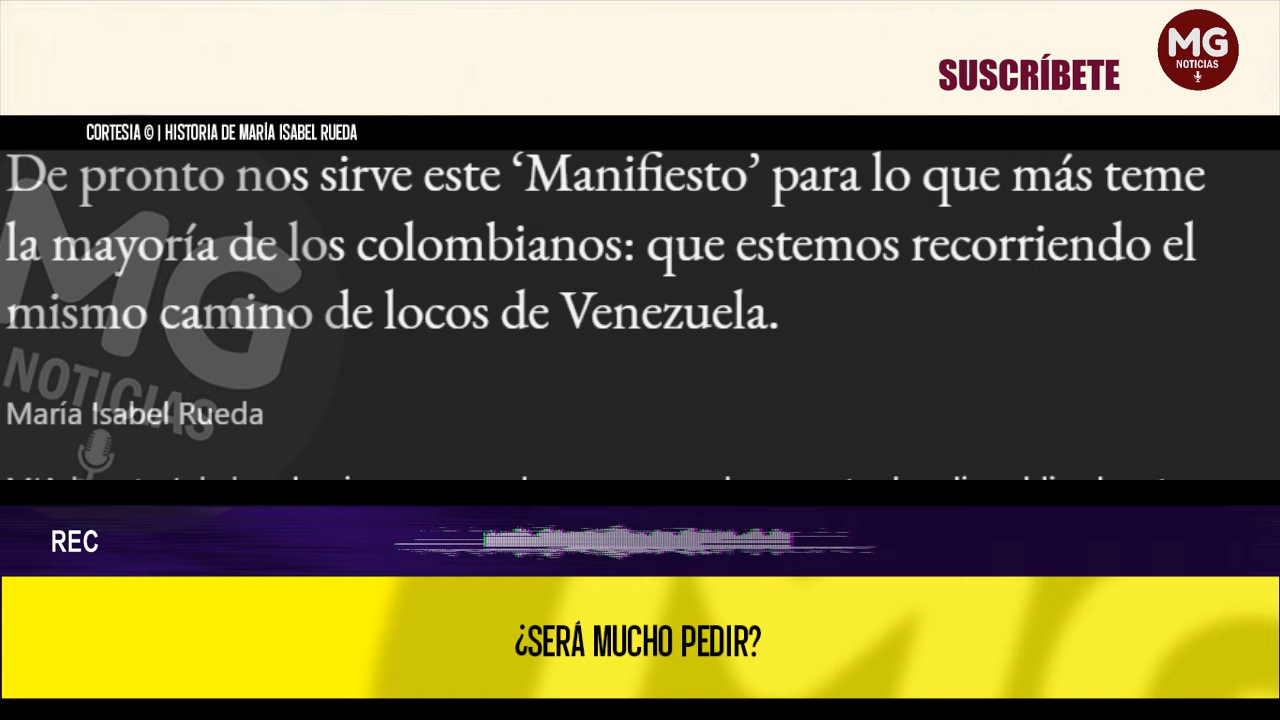 SUSCRÍBETE
MG
NOTICIAS
CORTESIA © | HISTORIA DE MARÍA ISABEL RUEDA
De pronto nos sirve este ‘Manifiesto’ para lo que más teme
la mayoría de los colombianos: que estemos recorriendo el
mismo camino de locos de Venezuela.
MG
NOTICIAS
María Isabel Rueda
REC
¿SERÁ MUCHO PEDIR?